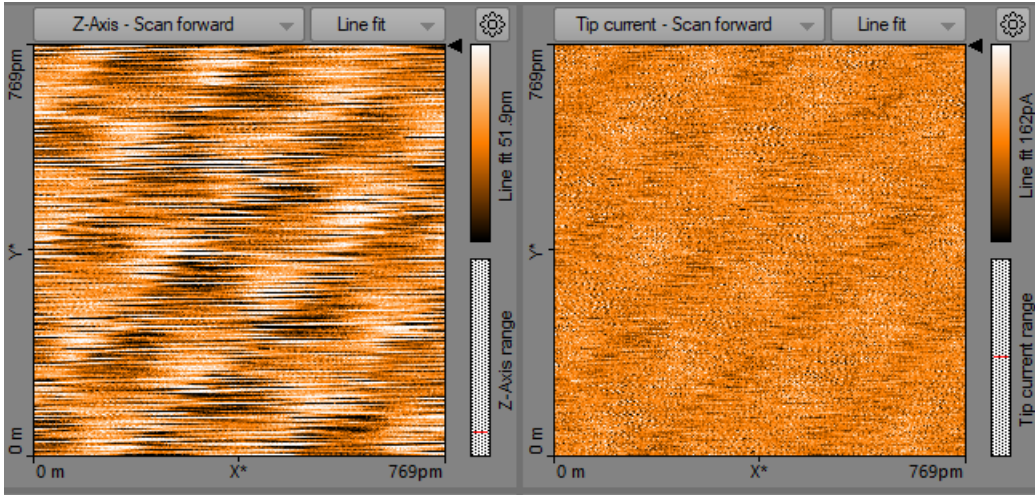 Z-Axis - Scan forward
Line fit
769pm
Y*
0 m
0 m
X*
769pm
Line fit 51.9pm
Z-Axis range
Tip current - Scan forward
Line fit
769pm
Y*
0 m
0 m
X*
769pm
Line fit 162pA
Tip current range